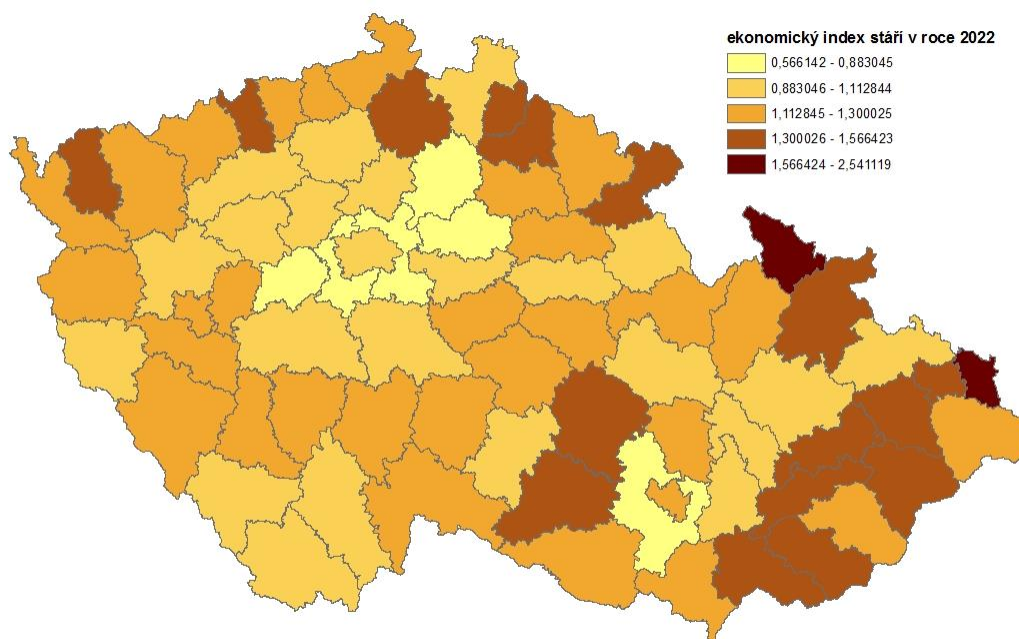 ekonomický index stáří v roce 2022
0,566142 - 0,883045
0,883046 - 1,112844
1,112845 - 1,300025
1,300026 - 1,566423
1,566424 - 2,541119